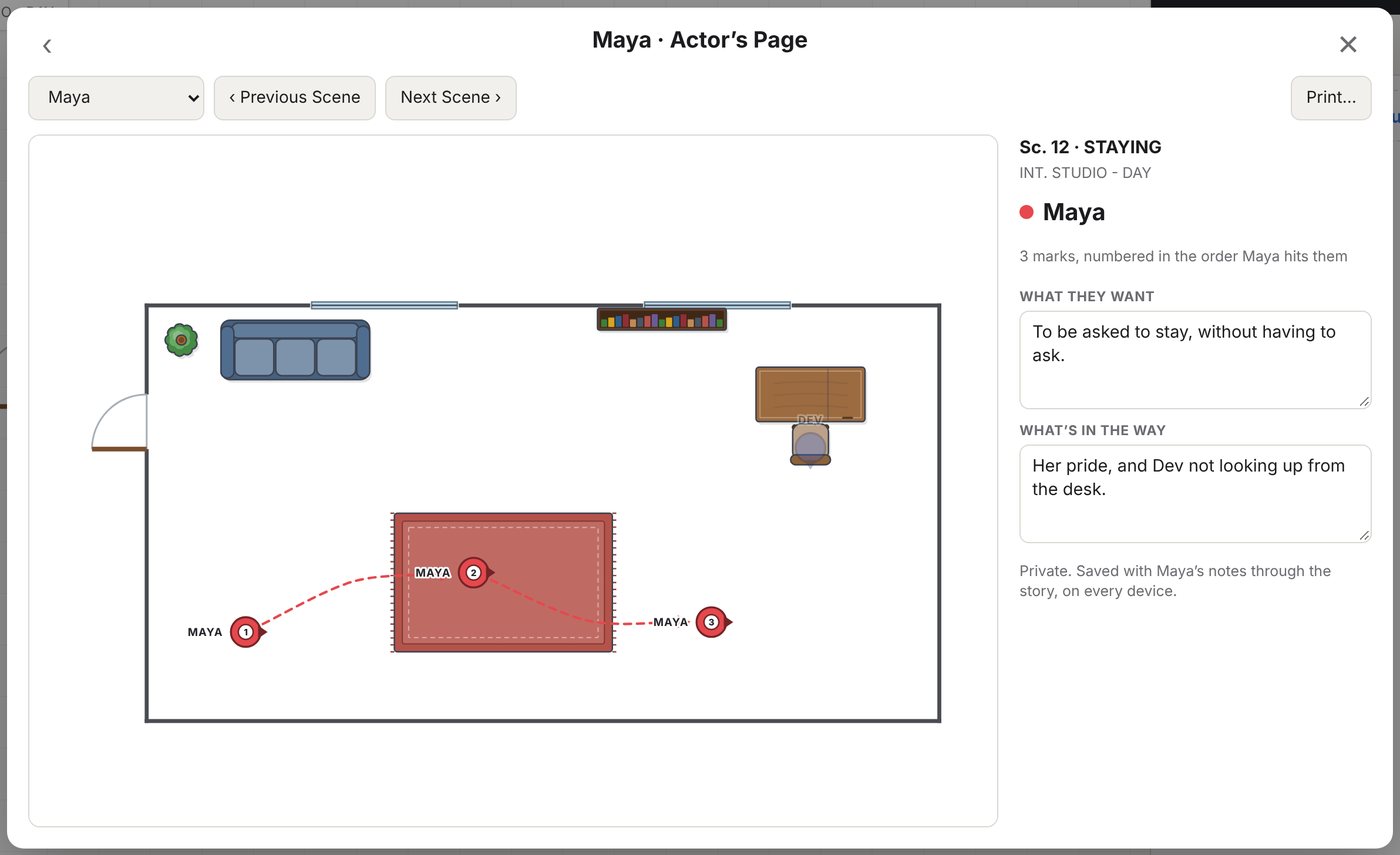 Maya · Actor’s Page
Maya
‹ Previous Scene
Next Scene ›
Print...
Sc. 12 · STAYING
INT. STUDIO - DAY
Maya
3 marks, numbered in the order Maya hits them
WHAT THEY WANT
To be asked to stay, without having to
ask.
WHAT’S IN THE WAY
Her pride, and Dev not looking up from
the desk.
Private. Saved with Maya’s notes through the
story, on every device.
DEV
MAYA 2
MAYA 1
MAYA 3